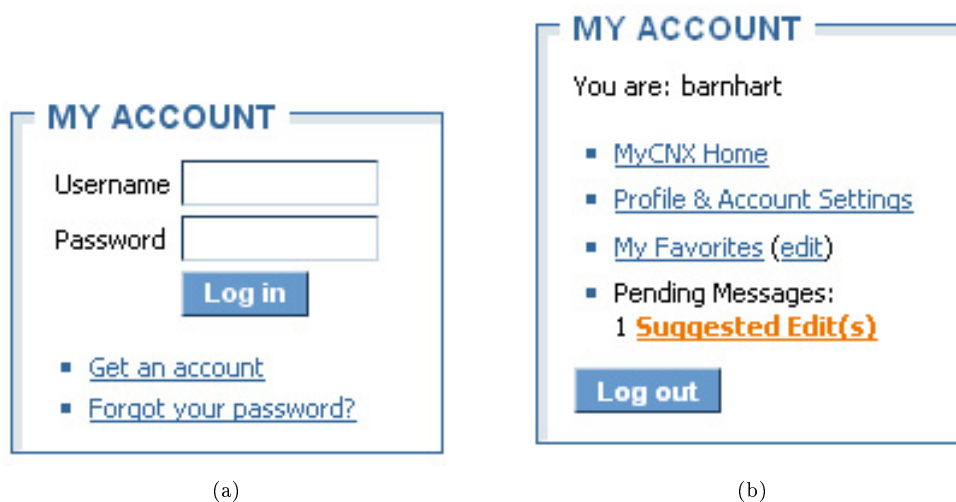 MY ACCOUNT
Username
Password
Log in
Get an account
Forgot your password?
(a)
MY ACCOUNT
You are: barnhart
MyCNX Home
Profile & Account Settings
My Favorites (edit)
Pending Messages:
1 Suggested Edit(s)
Log out
(b)